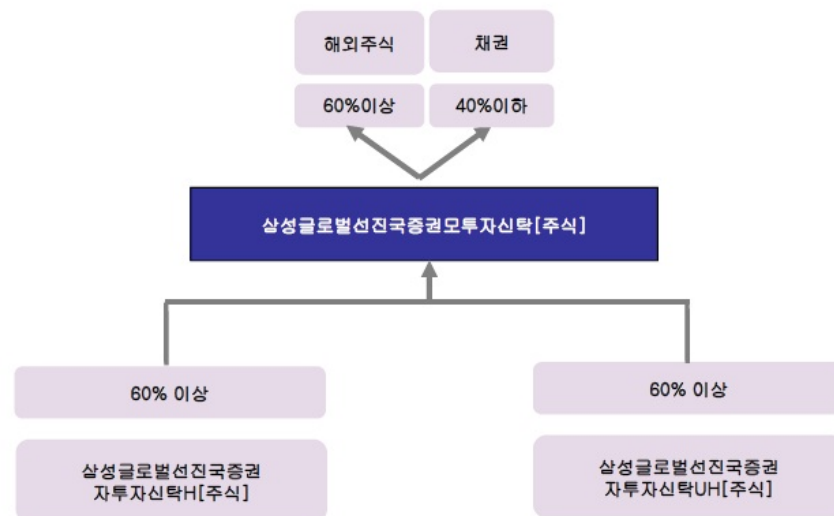 해외주식
채권
60%이상
40%이하
삼성글로벌선진국증권모투자신탁[주식]
60% 이상
60% 이상
삼성글로벌선진국증권
자투자신탁H[주식]
삼성글로벌선진국증권
자투자신탁UH[주식]